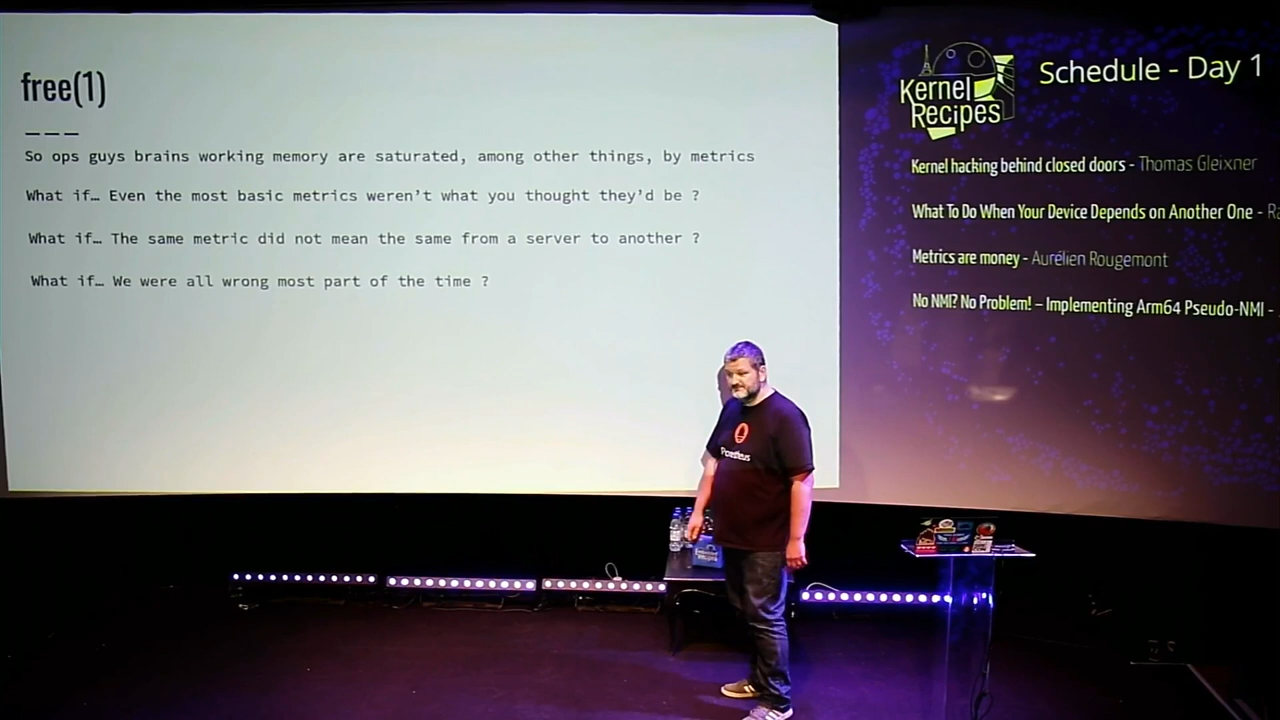 free(1)
So ops guys brains working memory are saturated, among other things, by metrics
What if… Even the most basic metrics weren’t what you thought they’d be ?
What if… The same metric did not mean the same from a server to another ?
What if… We were all wrong most part of the time ?
Kernel
Recipes
Schedule - Day 1
Kernel hacking behind closed doors - Thomas Gleixner
What To Do When Your Device Depends on Another One -
Metrics are money - Aurélien Rougemont
No NMI? No Problem! – Implementing Arm64 Pseudo-NMI -